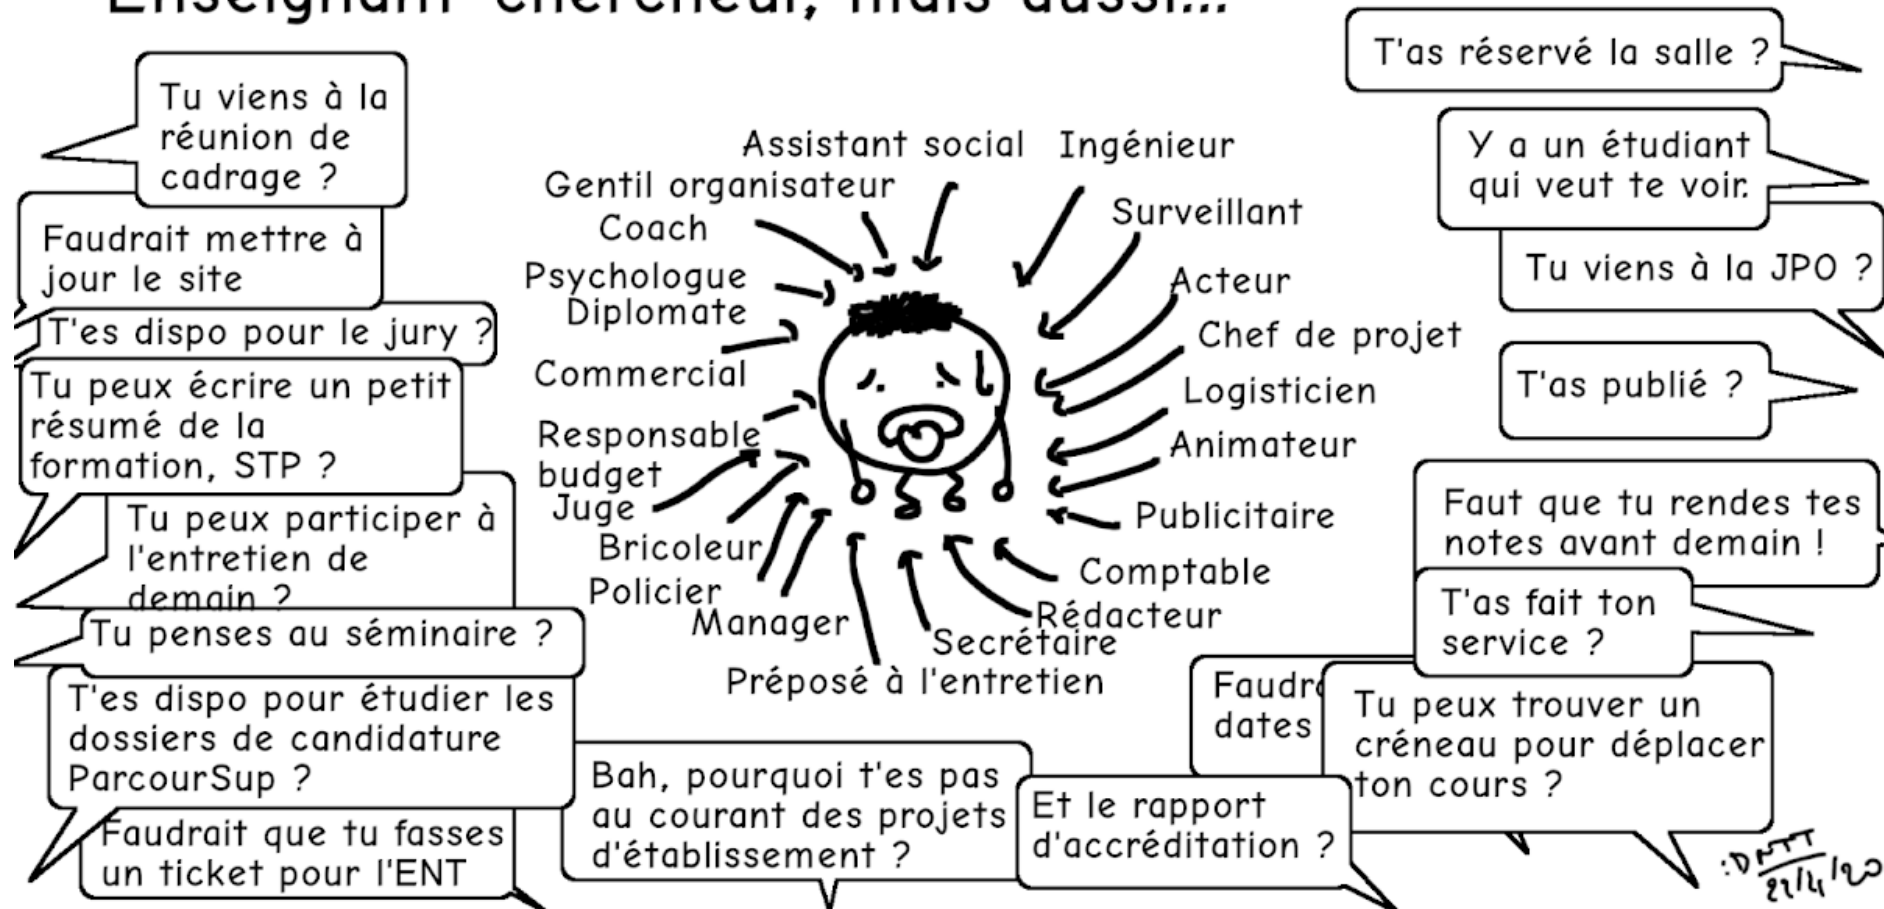 Enseignant-chercheur, mais aussi...
Tu viens à la
réunion de
cadrage ?
Faudrait mettre à
jour le site
T'es dispo pour le jury ?
Tu peux écrire un petit
résumé de la
formation, STP ?
Tu peux participer à
l'entretien de
demain ?
Tu penses au séminaire ?
T'es dispo pour étudier les
dossiers de candidature
ParcourSup ?
Faudrait que tu fasses
un ticket pour l'ENT
Assistant social
Ingénieur
Gentil organisateur
Surveillant
Coach
Psychologue
Acteur
Diplomate
Chef de projet
Commercial
Logisticien
Responsable
budget
Animateur
Juge
Publicitaire
Bricoleur
Comptable
Policier
Rédacteur
Manager
Secrétaire
Préposé à l'entretien
Bah, pourquoi t'es pas
au courant des projets
d'établissement ?
Et le rapport
d'accréditation ?
T'as réservé la salle ?
Y a un étudiant
qui veut te voir.
Tu viens à la JPO ?
T'as publié ?
Faut que tu rendes tes
notes avant demain !
T'as fait ton
service ?
Faudra
dates
Tu peux trouver un
créneau pour déplacer
ton cours ?